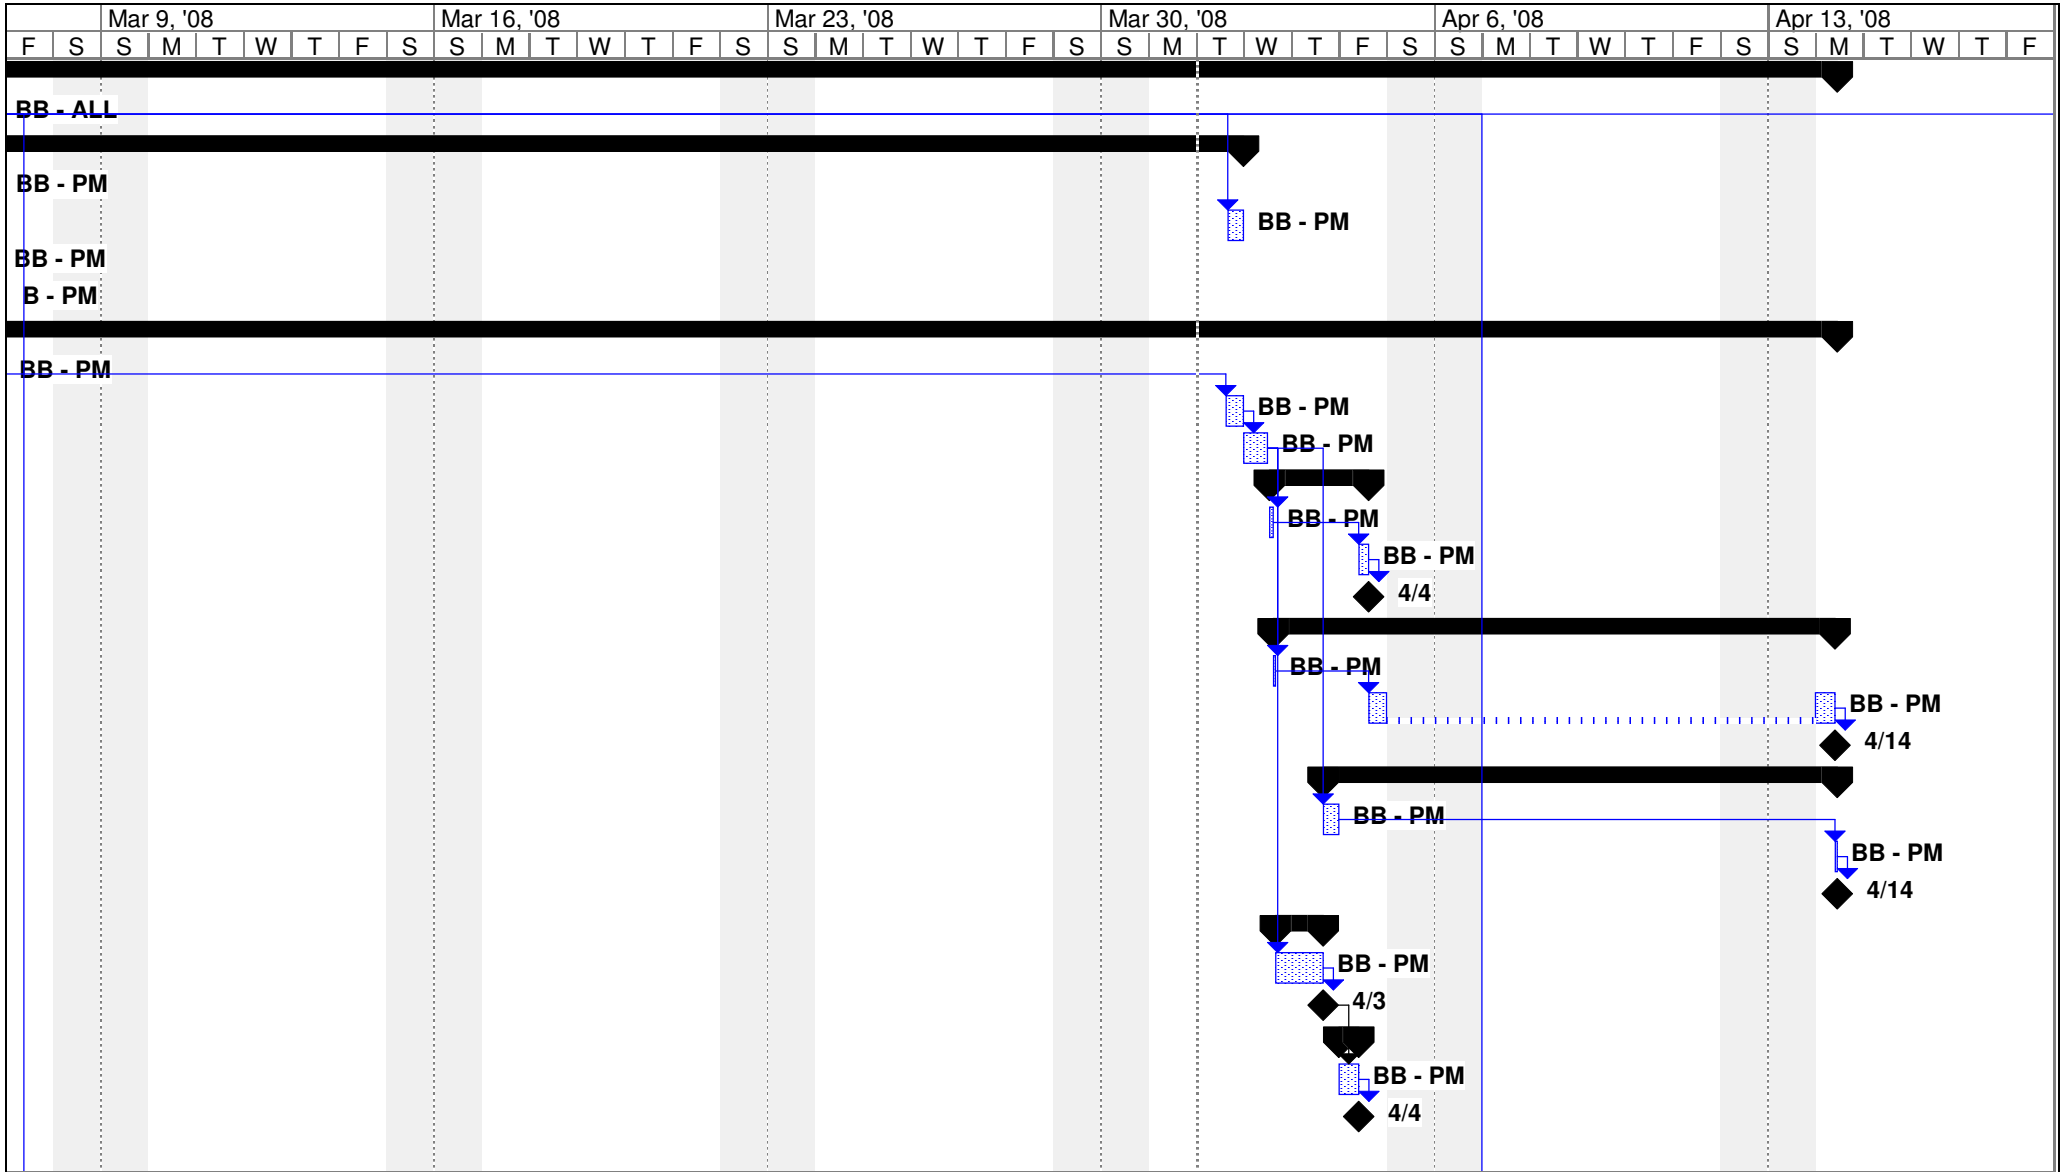 Mar 9, '08 Mar 16, '08 Mar 23, '08 Mar 30, '08 Apr 6, '08 Apr 13, '08
F S S M T W T F S S M T W T F S S M T W T F S S M T W T F S S M T W T F S S M T W T F
BB - ALL
BB - PM
BB - PM
BB - PM
B - PM
BB - PM
BB - PM
BB - PM
BB - PM
BB - PM
4/4
BB - PM
BB - PM
4/14
BB - PM
BB - PM
4/14
BB - PM
4/3
BB - PM
4/4